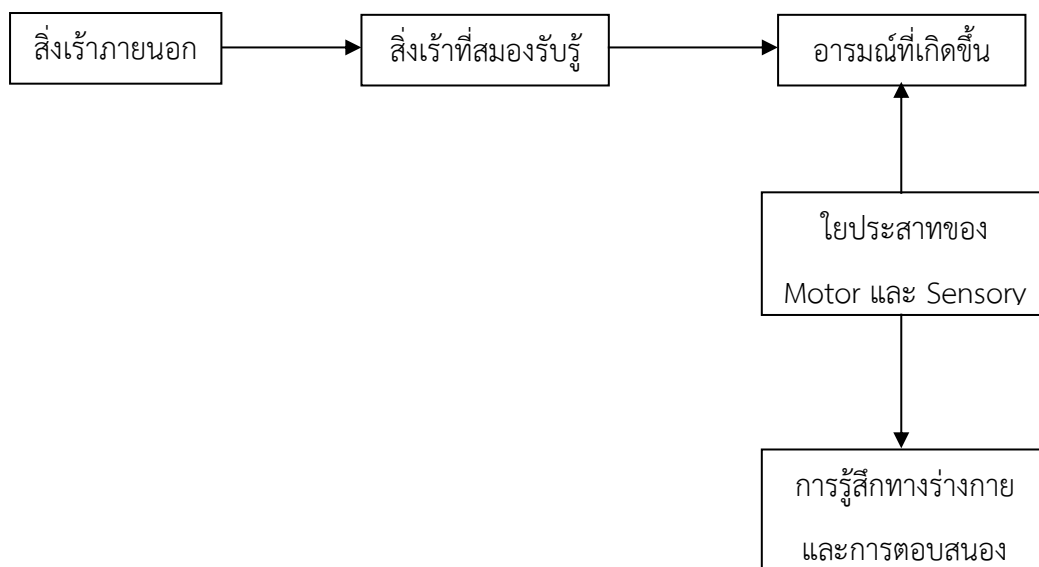 สิ่งเร้าภายนอก
สิ่งเร้าที่สมองรับรู้
อารมณ์ที่เกิดขึ้น
ใยประสาทของ
Motor และ Sensory
การรู้สึกทางร่างกาย
และการตอบสนอง